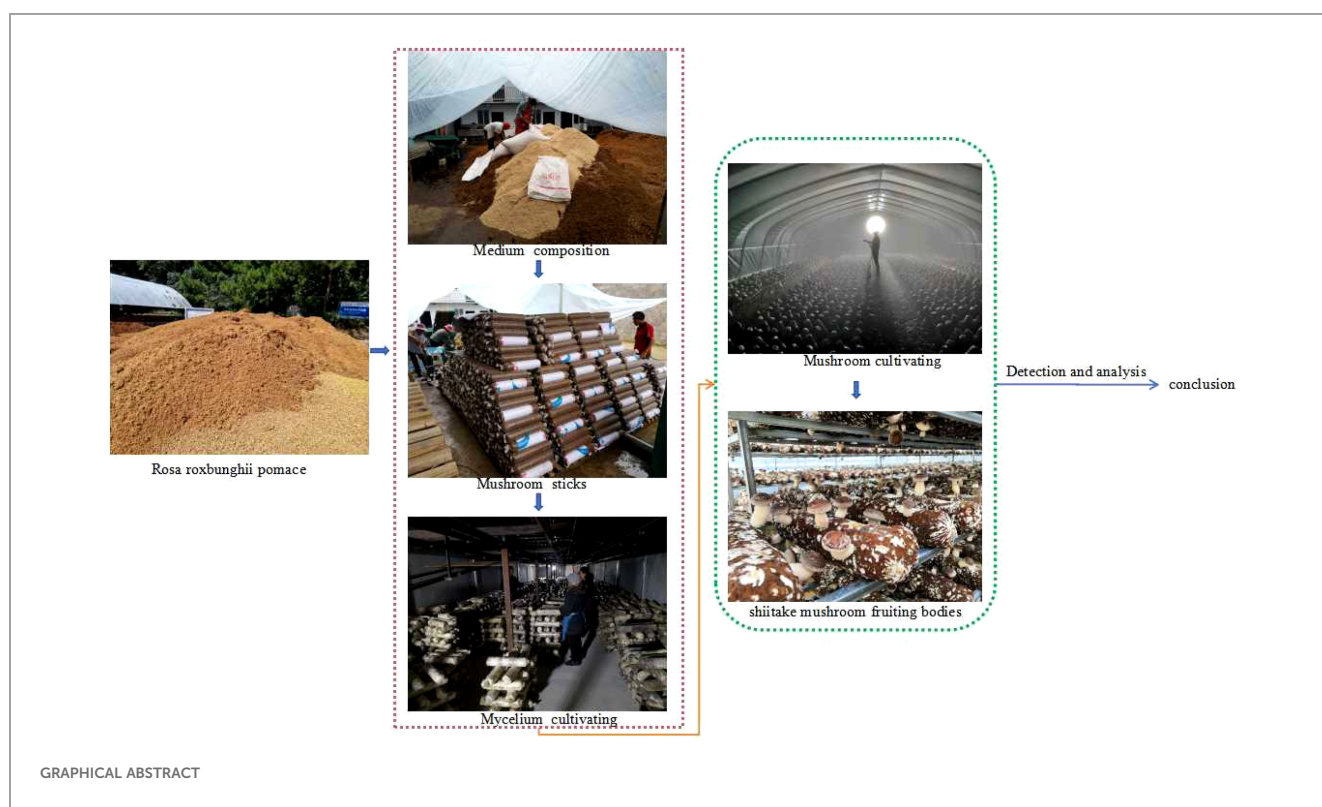 Rosa roxbunghii pomace
Medium composition
Mushroom sticks
Mycelium cultivating
Mushroom cultivating
shiitake mushroom fruiting bodies
Detection and analysis
conclusion
GRAPHICAL ABSTRACT